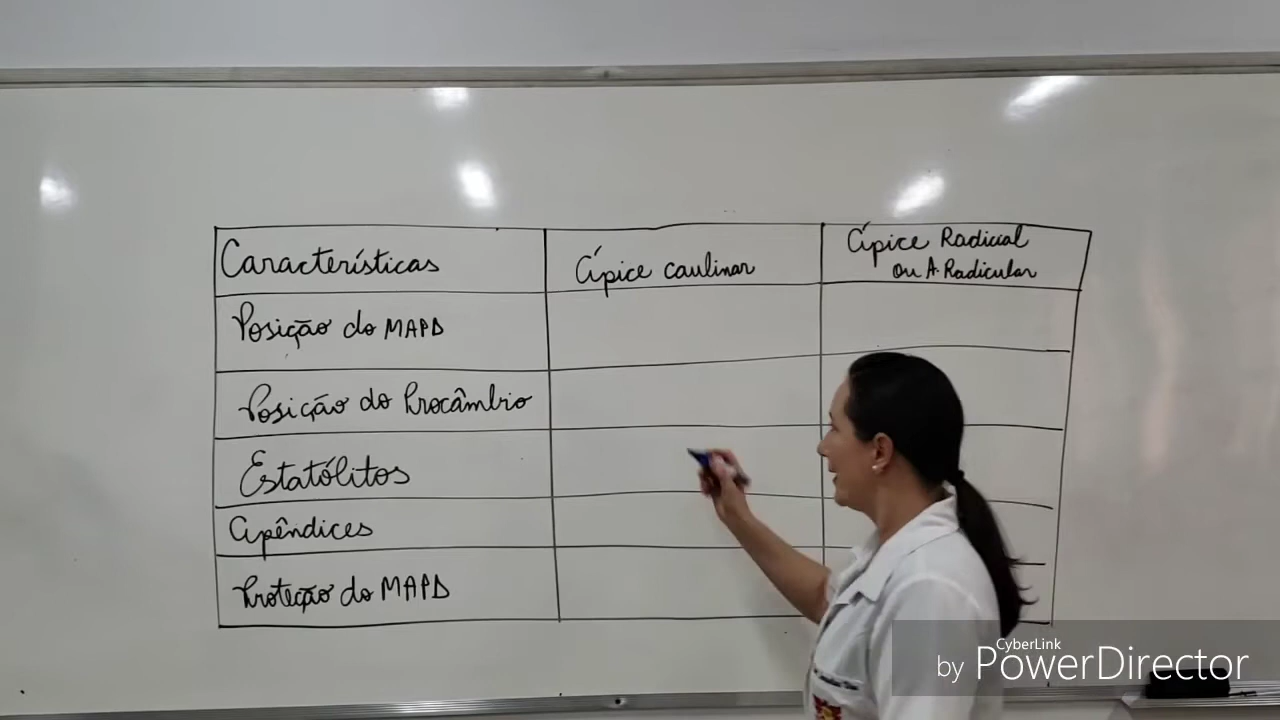 Características
Ápice caulinar
Ápice Radicial
ou A. Radicular
Posição do MAPD
Posição do Procâmbio
Estatólitos
Apêndices
Proteção do MAPD
CyberLink
by PowerDirector